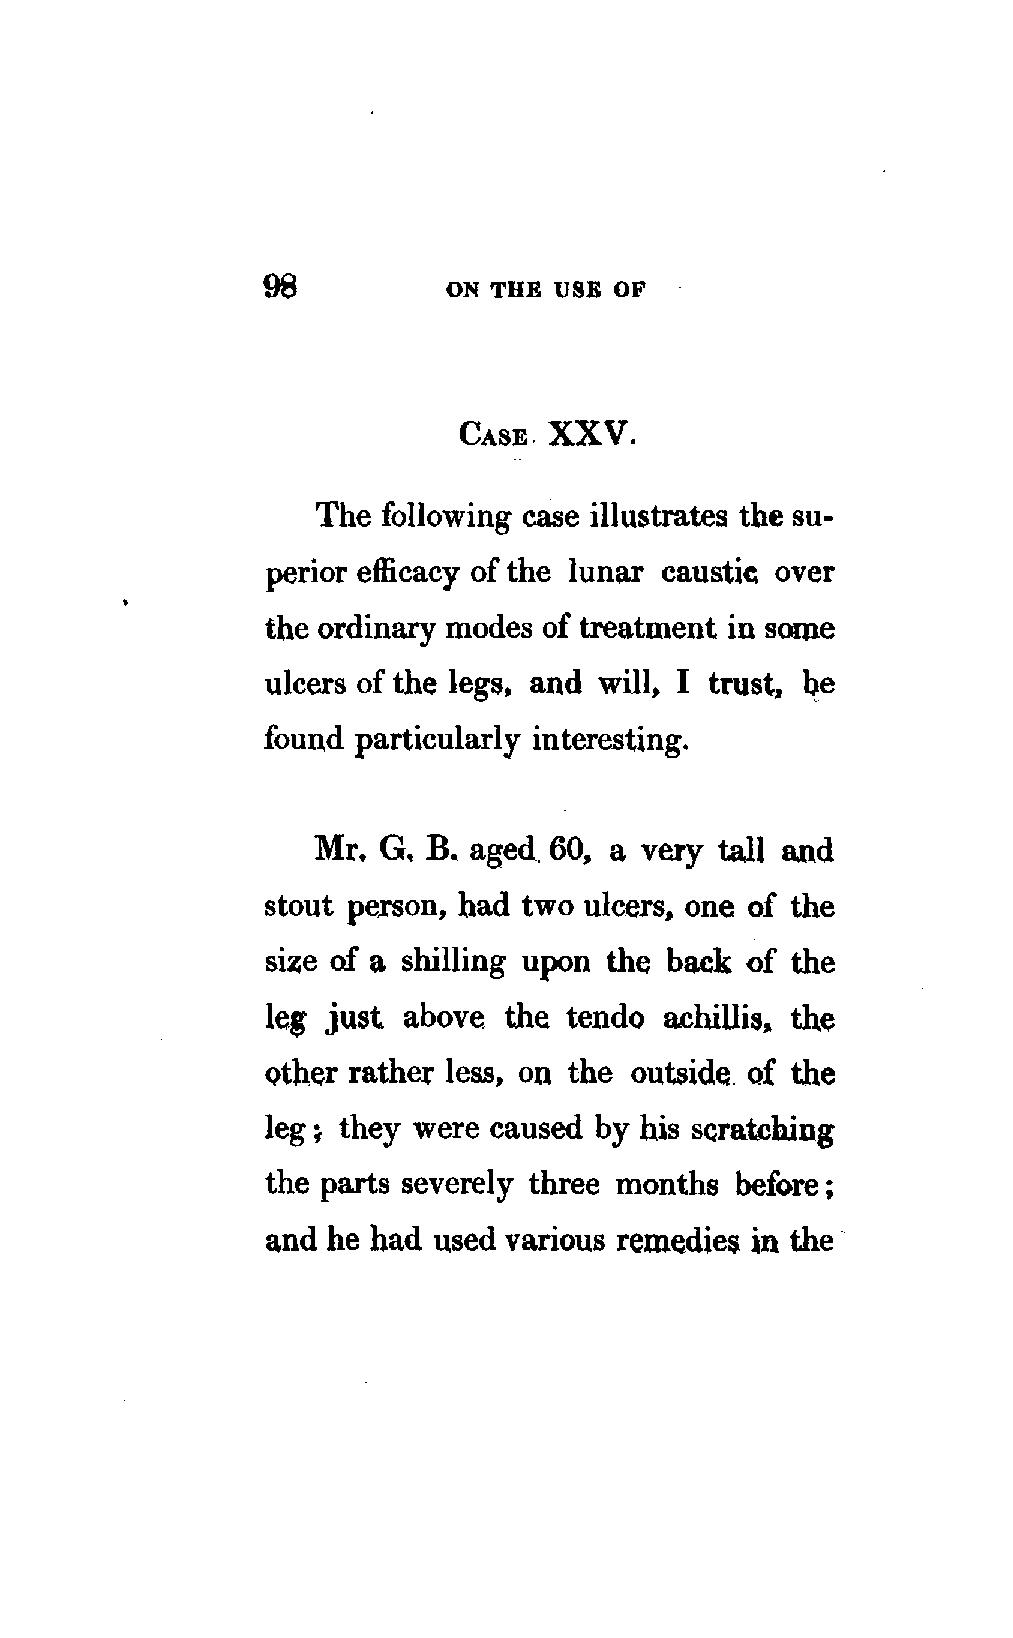 98 ON THE USE OF
CASE XXV.
The following case illustrates the su-
perior efficacy of the lunar caustic over
the ordinary modes of treatment in some
ulcers of the legs, and will, I trust, be
found particularly interesting.
Mr. G. B. aged 60, a very tall and
stout person, had two ulcers, one of the
size of a shilling upon the back of the
leg just above the tendo achillis, the
other rather less, on the outside of the
leg; they were caused by his scratching
the parts severely three months before;
and he had used various remedies in the